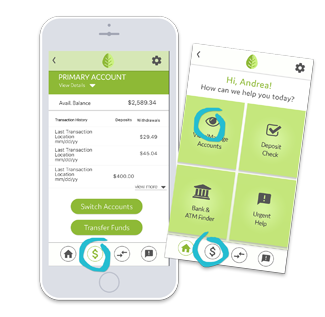 PRIMARY ACCOUNT
View Details
Avail. Balance $2,589.34
Transaction History Deposits Withdrawals
Last Transaction
Location
mm/dd/yy
$29.49
Last Transaction
Location
mm/dd/yy
$45.04
Last Transaction
Location
mm/dd/yy
$400.00
view more
Switch Accounts
Transfer Funds
$
Hi, Andrea!
How can we help you today?
Accounts
Deposit
Check
Bank &
ATM Finder
Urgent
Help
$